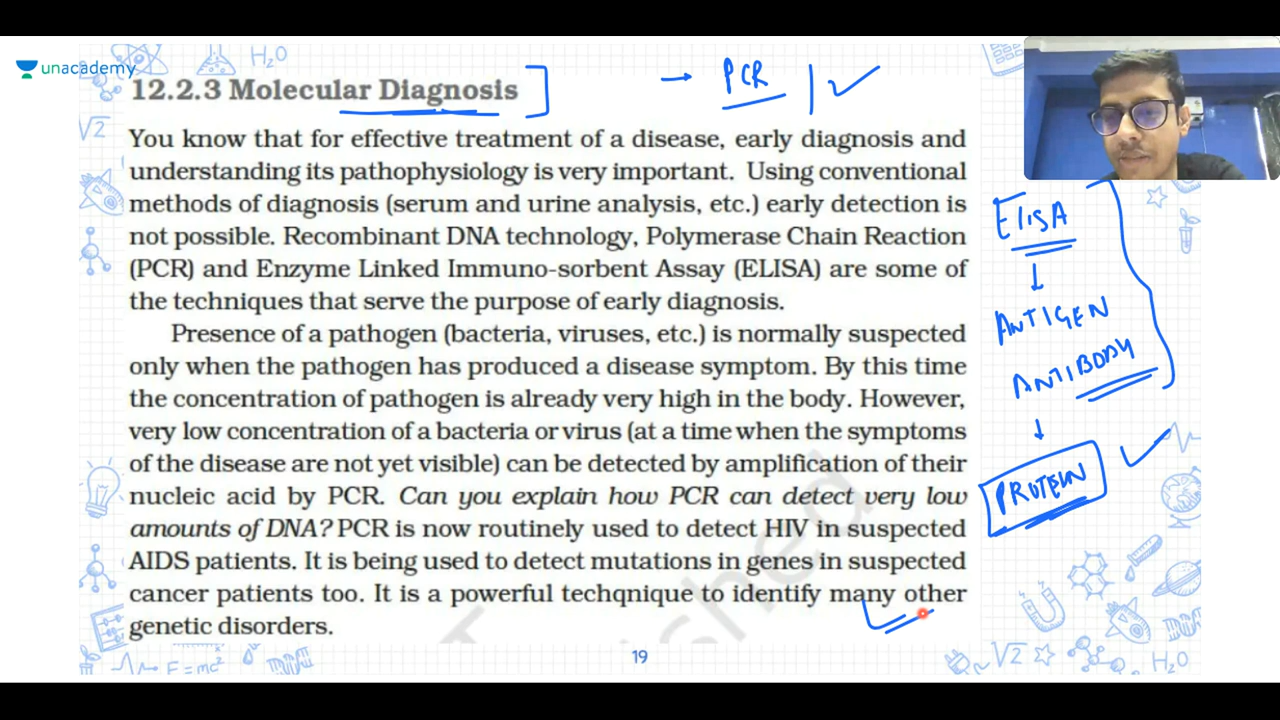 unacademy
H₂O
12.2.3 Molecular Diagnosis
→ PCR
√2
You know that for effective treatment of a disease, early diagnosis and
understanding its pathophysiology is very important. Using conventional
methods of diagnosis (serum and urine analysis, etc.) early detection is
not possible. Recombinant DNA technology, Polymerase Chain Reaction
(PCR) and Enzyme Linked Immuno-sorbent Assay (ELISA) are some of
the techniques that serve the purpose of early diagnosis.
Presence of a pathogen (bacteria, viruses, etc.) is normally suspected
only when the pathogen has produced a disease symptom. By this time
the concentration of pathogen is already very high in the body. However,
very low concentration of a bacteria or virus (at a time when the symptoms
of the disease are not yet visible) can be detected by amplification of their
nucleic acid by PCR. Can you explain how PCR can detect very low
amounts of DNA? PCR is now routinely used to detect HIV in suspected
AIDS patients. It is being used to detect mutations in genes in suspected
cancer patients too. It is a powerful techqnique to identify many other
genetic disorders.
ELISA
ANTIGEN
ANTIBODY
PROTEIN
19
E=mc²
√2
H₂O